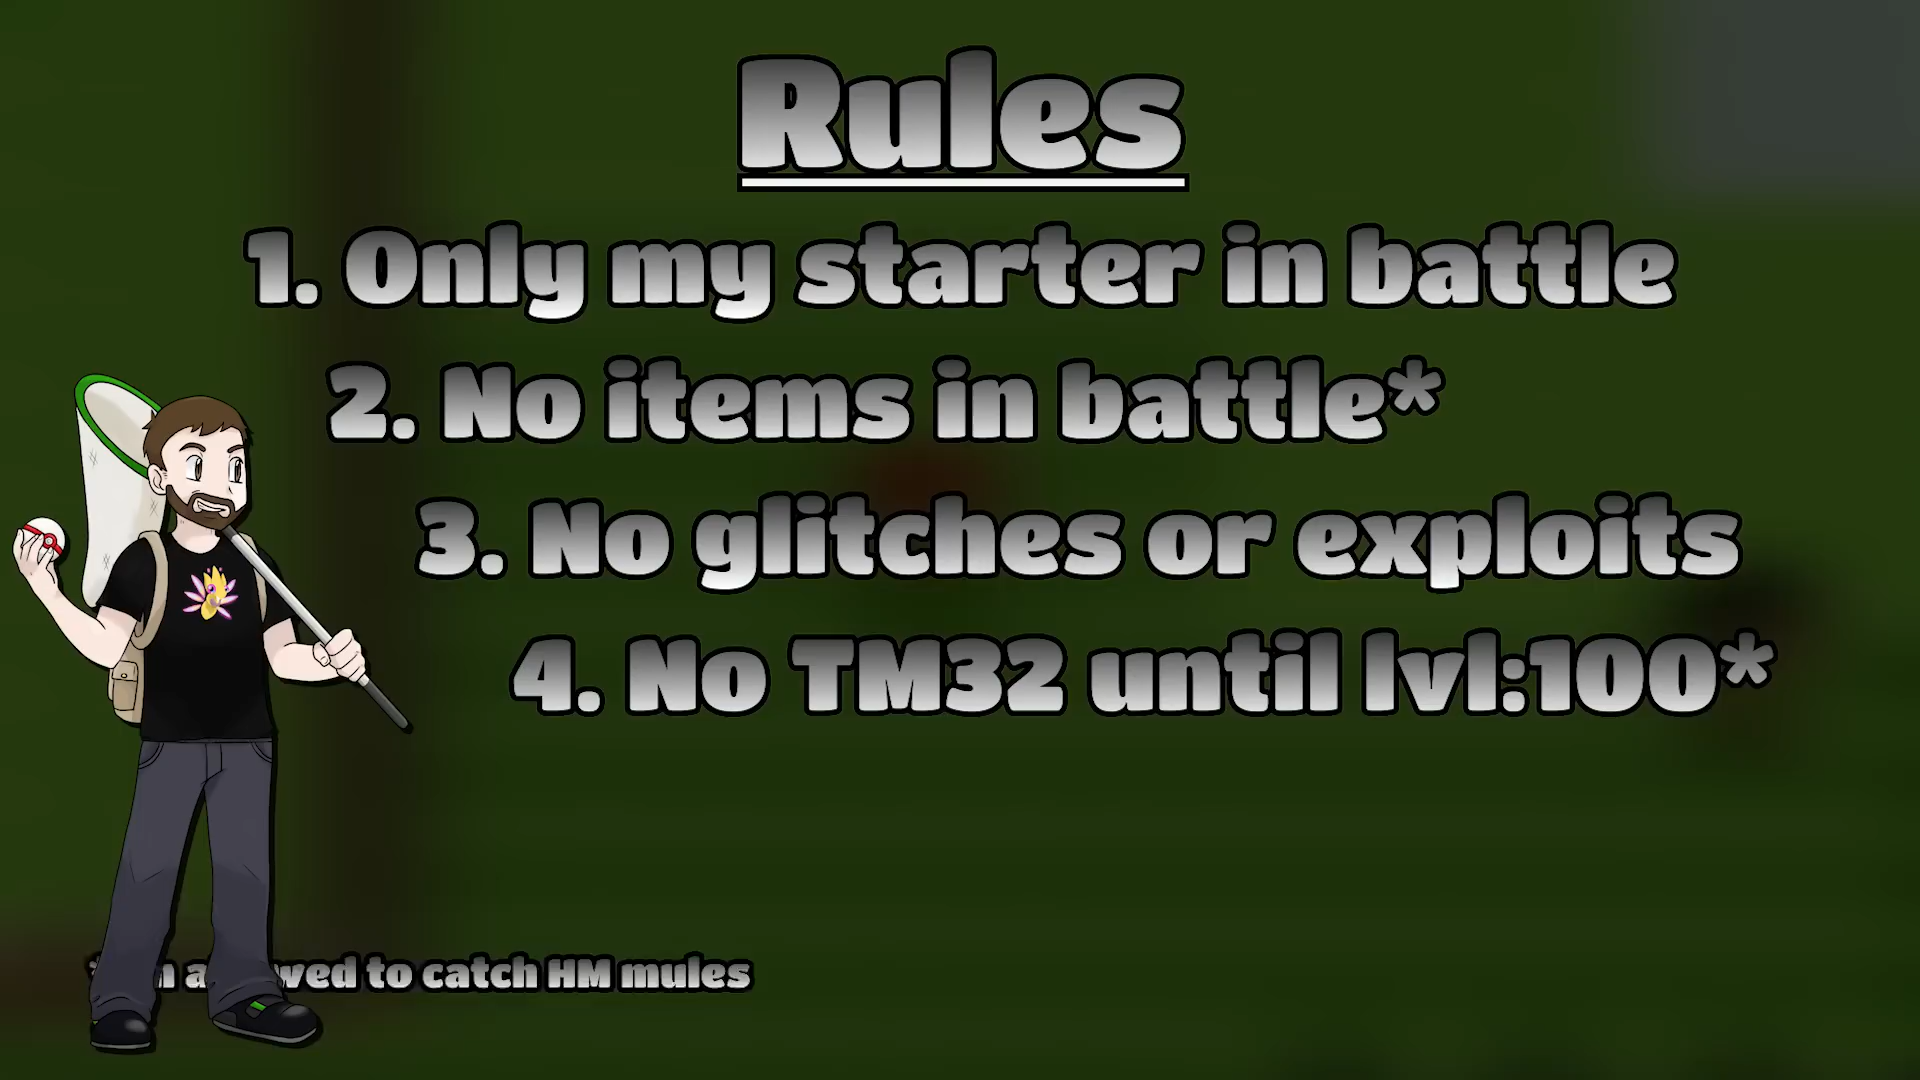 Rules
1. Only my starter in battle
2. No items in battle*
3. No glitches or exploits
4. No TM32 until lvl:100*
to catch HM mules